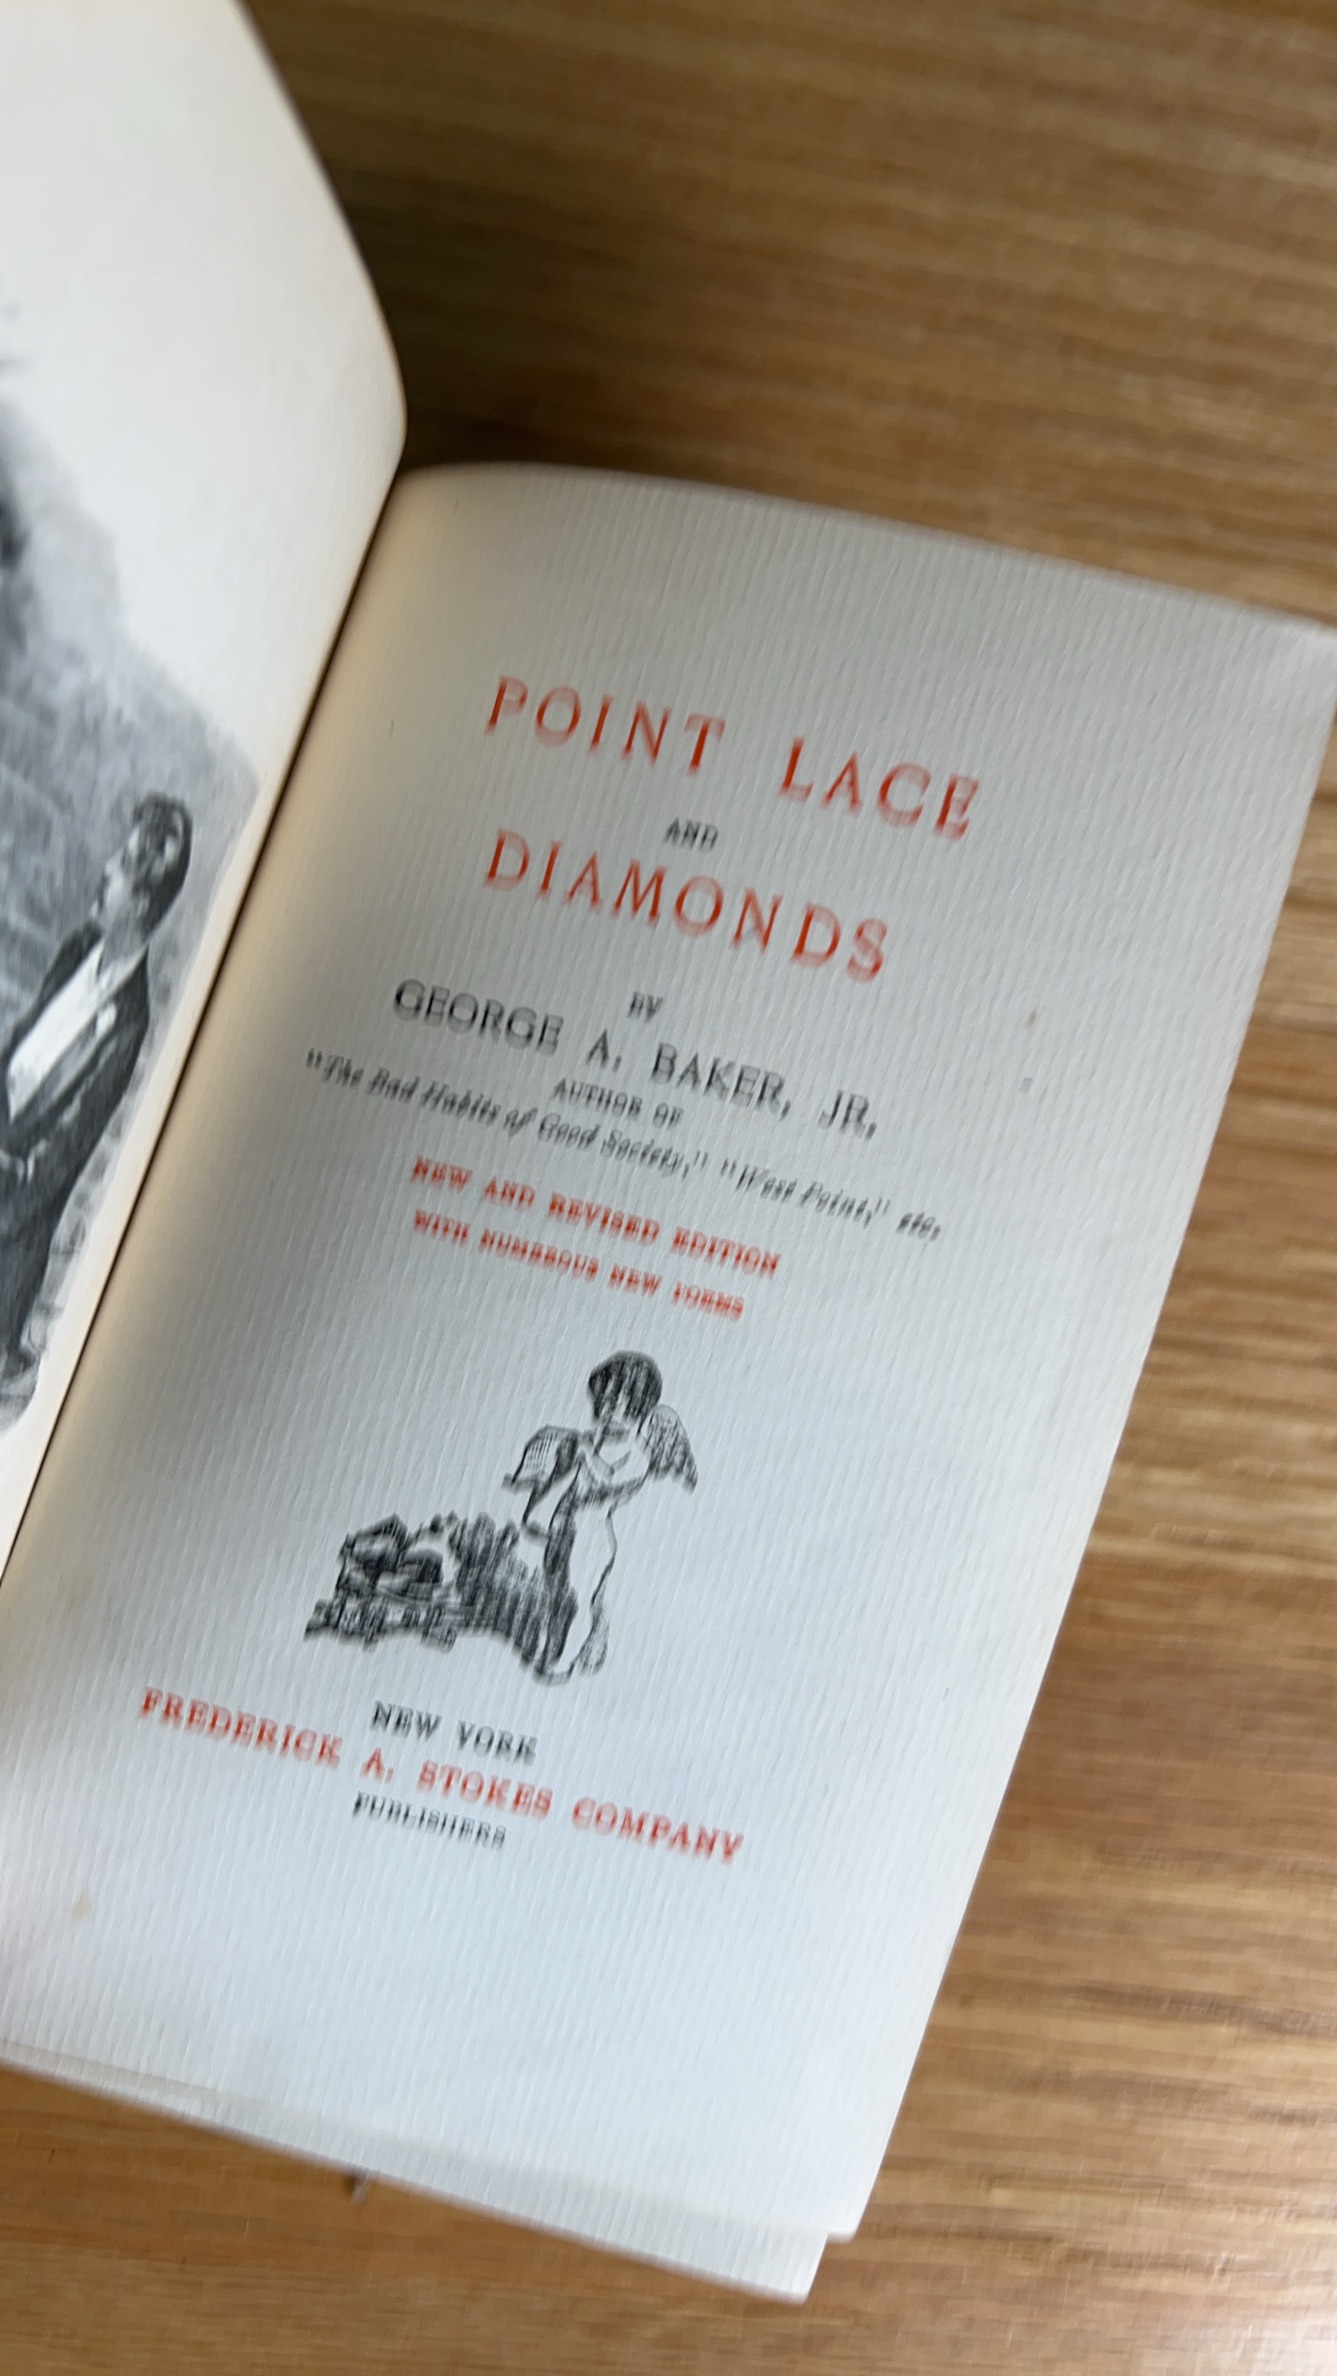 POINT LACE
AND
DIAMONDS
BY
GEORGE A. BAKER, JR.
AUTHOR OF
"The Bad Habits of Good Society," "West Point," etc.
NEW AND REVISED EDITION
WITH NUMEROUS NEW POEMS
NEW YORK
FREDERICK A. STOKES COMPANY
PUBLISHERS